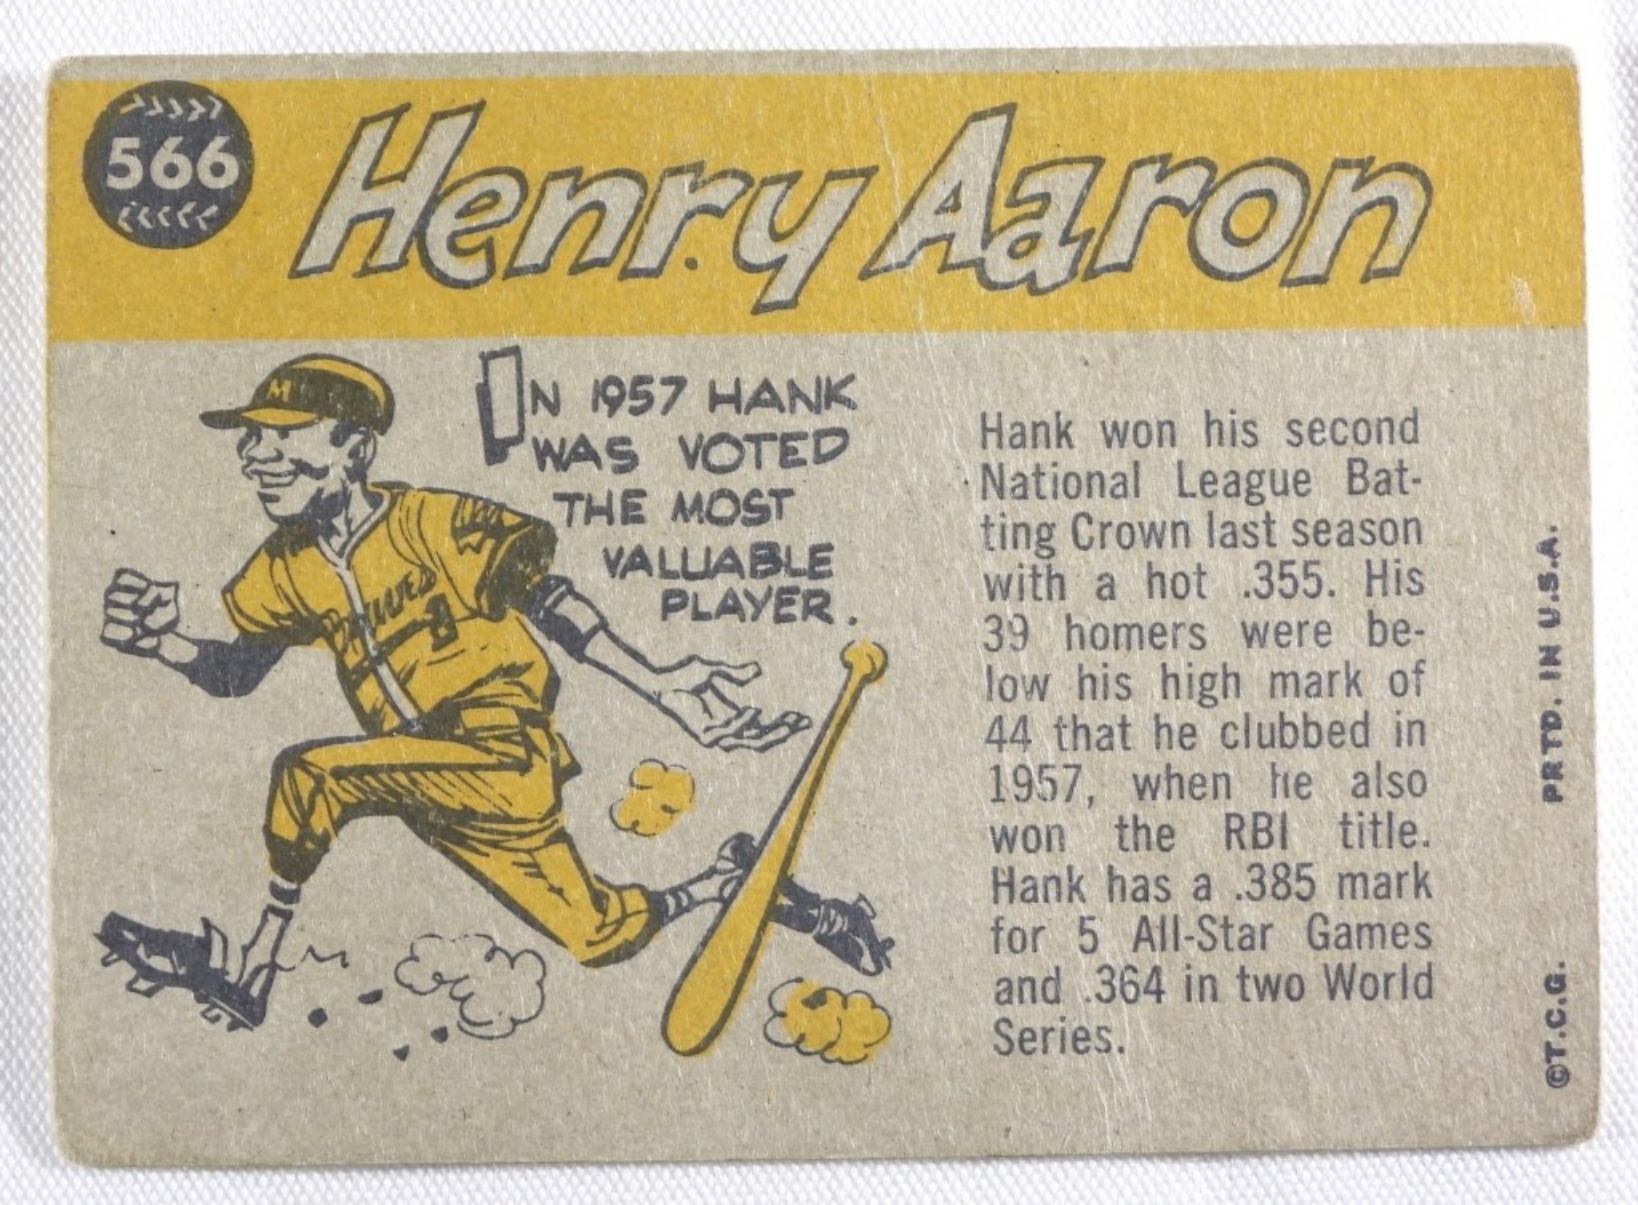 566
Henry Aaron
M
IN 1957 HANK
WAS VOTED
THE MOST
VALUABLE
PLAYER.
Braves
Hank won his second
National League Bat-
ting Crown last season
with a hot .355. His
39 homers were be-
low his high mark of
44 that he clubbed in
1957, when he also
won the RBI title.
Hank has a .385 mark
for 5 All-Star Games
and .364 in two World
Series.
©T.C.G. PRTD. IN U.S.A.